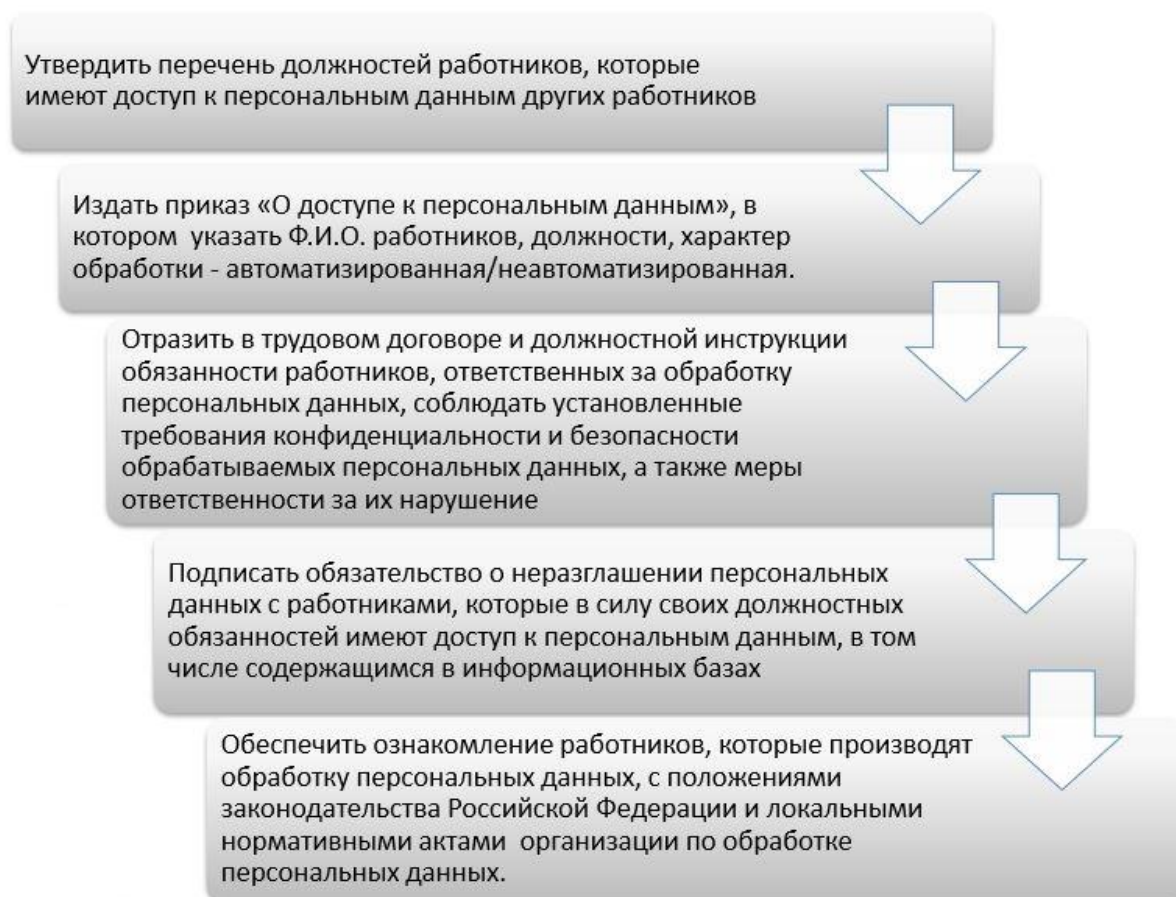 Утвердить перечень должностей работников, которые
имеют доступ к персональным данным других работников
Издать приказ «О доступе к персональным данным», в
котором указать Ф.И.О. работников, должности, характер
обработки - автоматизированная/неавтоматизированная.
Отразить в трудовом договоре и должностной инструкции
обязанности работников, ответственных за обработку
персональных данных, соблюдать установленные
требования конфиденциальности и безопасности
обрабатываемых персональных данных, а также меры
ответственности за их нарушение
Подписать обязательство о неразглашении персональных
данных с работниками, которые в силу своих должностных
обязанностей имеют доступ к персональным данным, в том
числе содержащимся в информационных базах
Обеспечить ознакомление работников, которые производят
обработку персональных данных, с положениями
законодательства Российской Федерации и локальными
нормативными актами организации по обработке
персональных данных.